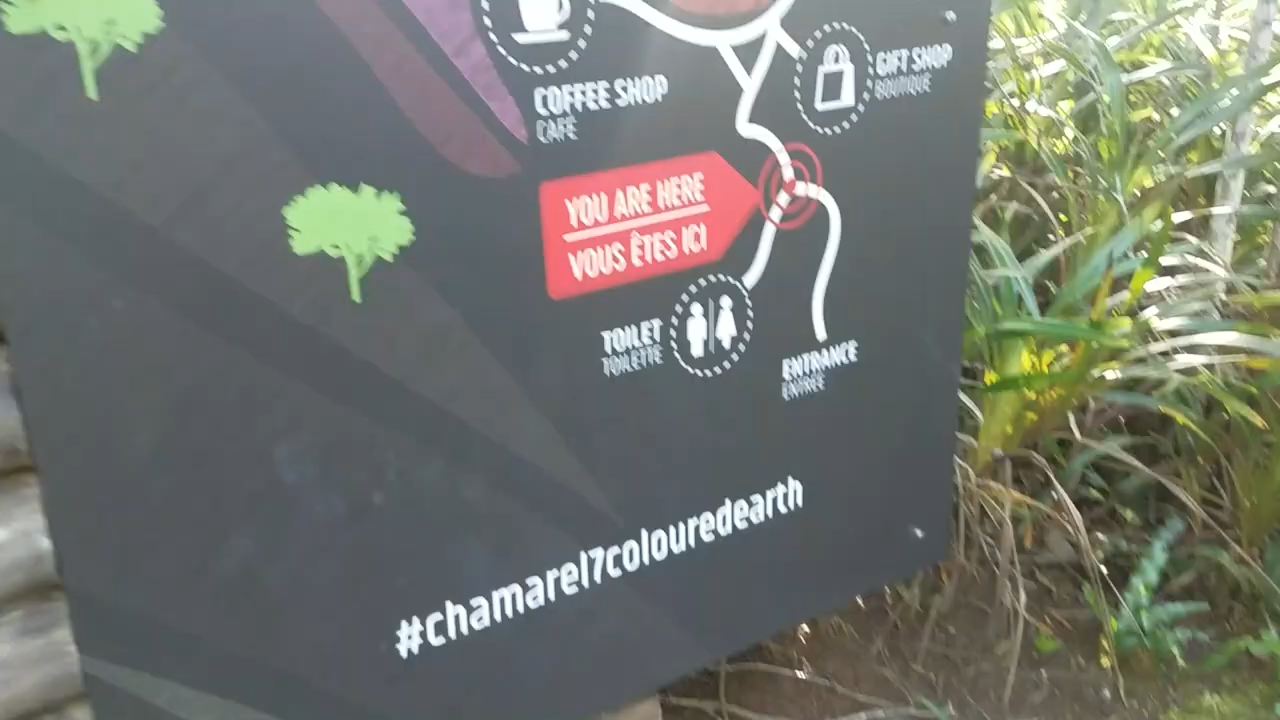 COFFEE SHOP
CAFÉ
GIFT SHOP
BOUTIQUE
YOU ARE HERE
VOUS ÊTES ICI
TOILET
TOILETTE
ENTRANCE
ENTRÉE
#chamarel7colouredearth